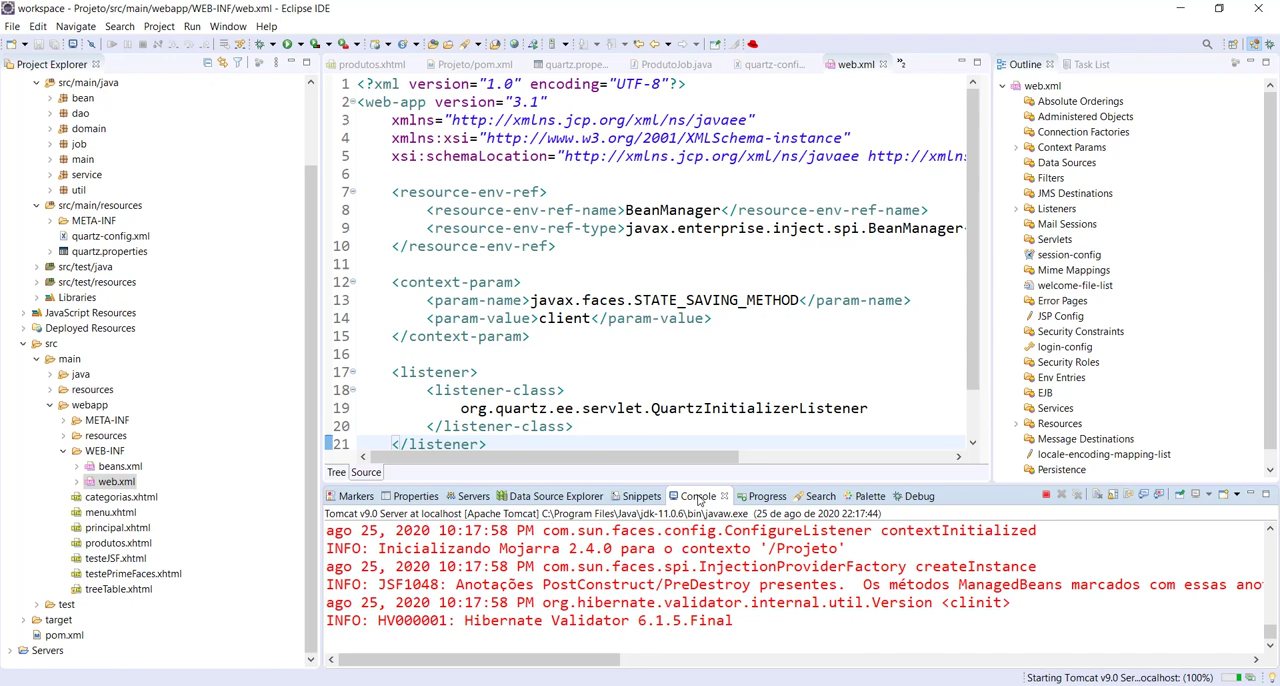 workspace - Projeto/src/main/webapp/WEB-INF/web.xml - Eclipse IDE
File Edit Navigate Search Project Run Window Help
Project Explorer
src/main/java
bean
dao
domain
job
main
service
util
src/main/resources
META-INF
quartz-config.xml
quartz.properties
src/test/java
src/test/resources
Libraries
JavaScript Resources
Deployed Resources
src
main
java
resources
webapp
META-INF
resources
WEB-INF
beans.xml
web.xml
categorias.xhtml
menu.xhtml
principal.xhtml
produtos.xhtml
testeJSF.xhtml
testePrimeFaces.xhtml
treeTable.xhtml
test
target
pom.xml
Servers
produtos.xhtml Projeto/pom.xml quartz.prope... ProdutoJob.java quartz-confi... web.xml »2
1 <?xml version="1.0" encoding="UTF-8"?>
2 <web-app version="3.1"
3 xmlns="http://xmlns.jcp.org/xml/ns/javaee"
4 xmlns:xsi="http://www.w3.org/2001/XMLSchema-instance"
5 xsi:schemaLocation="http://xmlns.jcp.org/xml/ns/javaee http://xmln
6
7 <resource-env-ref>
8 <resource-env-ref-name>BeanManager</resource-env-ref-name>
9 <resource-env-ref-type>javax.enterprise.inject.spi.BeanManager
10 </resource-env-ref>
11
12 <context-param>
13 <param-name>javax.faces.STATE_SAVING_METHOD</param-name>
14 <param-value>client</param-value>
15 </context-param>
16
17 <listener>
18 <listener-class>
19 org.quartz.ee.servlet.QuartzInitializerListener
20 </listener-class>
21 </listener>
Tree Source
Outline Task List
web.xml
Absolute Orderings
Administered Objects
Connection Factories
Context Params
Data Sources
Filters
JMS Destinations
Listeners
Mail Sessions
Servlets
session-config
Mime Mappings
welcome-file-list
Error Pages
JSP Config
Security Constraints
login-config
Security Roles
Env Entries
EJB
Services
Resources
Message Destinations
locale-encoding-mapping-list
Persistence
Markers Properties Servers Data Source Explorer Snippets Console Progress Search Palette Debug
Tomcat v9.0 Server at localhost [Apache Tomcat] C:\Program Files\Java\jdk-11.0.6\bin\javaw.exe (25 de ago de 2020 22:17:44)
ago 25, 2020 10:17:58 PM com.sun.faces.config.ConfigureListener contextInitialized
INFO: Inicializando Mojarra 2.4.0 para o contexto '/Projeto'
ago 25, 2020 10:17:58 PM com.sun.faces.spi.InjectionProviderFactory createInstance
INFO: JSF1048: Anotações PostConstruct/PreDestroy presentes. Os métodos ManagedBeans marcados com essas ano
ago 25, 2020 10:17:58 PM org.hibernate.validator.internal.util.Version <clinit>
INFO: HV000001: Hibernate Validator 6.1.5.Final
Starting Tomcat v9.0 Ser...ocalhost: (100%)